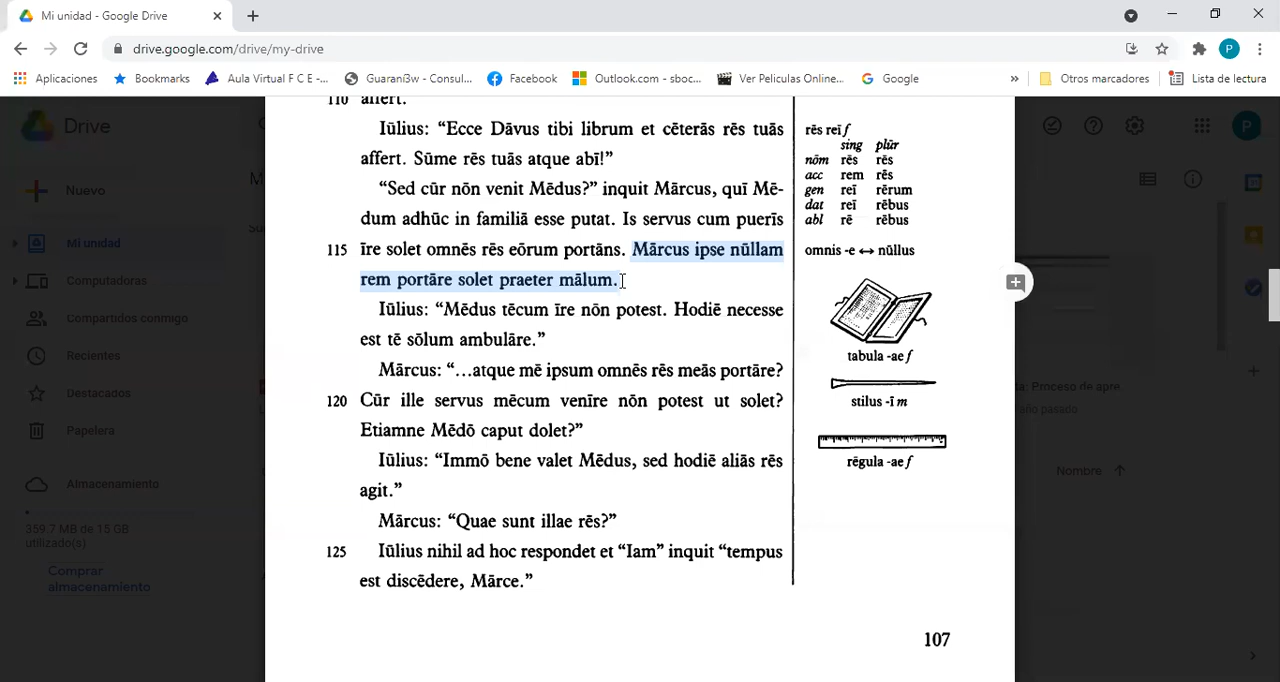 Mi unidad - Google Drive
drive.google.com/drive/my-drive
P
Aplicaciones Bookmarks Aula Virtual F C E -... Guaraní3w - Consul... Facebook Outlook.com - sboc... Ver Peliculas Online... Google » Otros marcadores Lista de lectura
Drive
P
Nuevo
Mi unidad
Computadoras
Compartidos conmigo
Recientes
Destacados
Papelera
Almacenamiento
359.7 MB de 15 GB
utilizado(s)
Comprar
almacenamiento
110 affert.
Iūlius: “Ecce Dāvus tibi librum et cēterās rēs tuās
affert. Sūme rēs tuās atque abī!”
“Sed cūr nōn venit Mēdus?” inquit Mārcus, quī Mē-
dum adhūc in familiā esse putat. Is servus cum puerīs
115 īre solet omnēs rēs eōrum portāns. Mārcus ipse nūllam
rem portāre solet praeter mālum.
Iūlius: “Mēdus tēcum īre nōn potest. Hodiē necesse
est tē sōlum ambulāre.”
Mārcus: “...atque mē ipsum omnēs rēs meās portāre?
120 Cūr ille servus mēcum venīre nōn potest ut solet?
Etiamne Mēdō caput dolet?”
Iūlius: “Immō bene valet Mēdus, sed hodiē aliās rēs
agit.”
Mārcus: “Quae sunt illae rēs?”
125 Iūlius nihil ad hoc respondet et “Iam” inquit “tempus
est discēdere, Mārce.”
rēs reī f
sing plūr
nōm rēs rēs
acc rem rēs
gen reī rērum
dat reī rēbus
abl rē rēbus
omnis -e ↔ nūllus
tabula -ae f
stilus -ī m
rēgula -ae f
107
ta: Proceso de apre.
año pasado
Nombre ↑